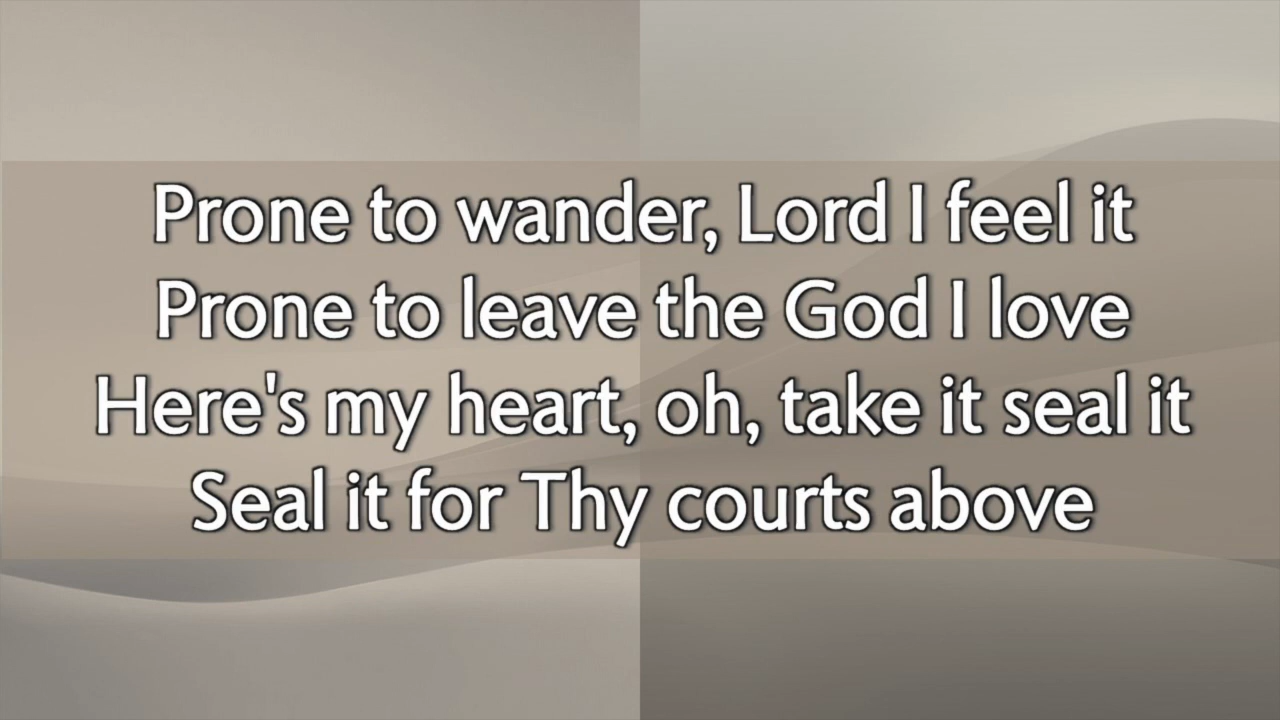 Prone to wander, Lord I feel it
Prone to leave the God I love
Here's my heart, oh, take it seal it
Seal it for Thy courts above